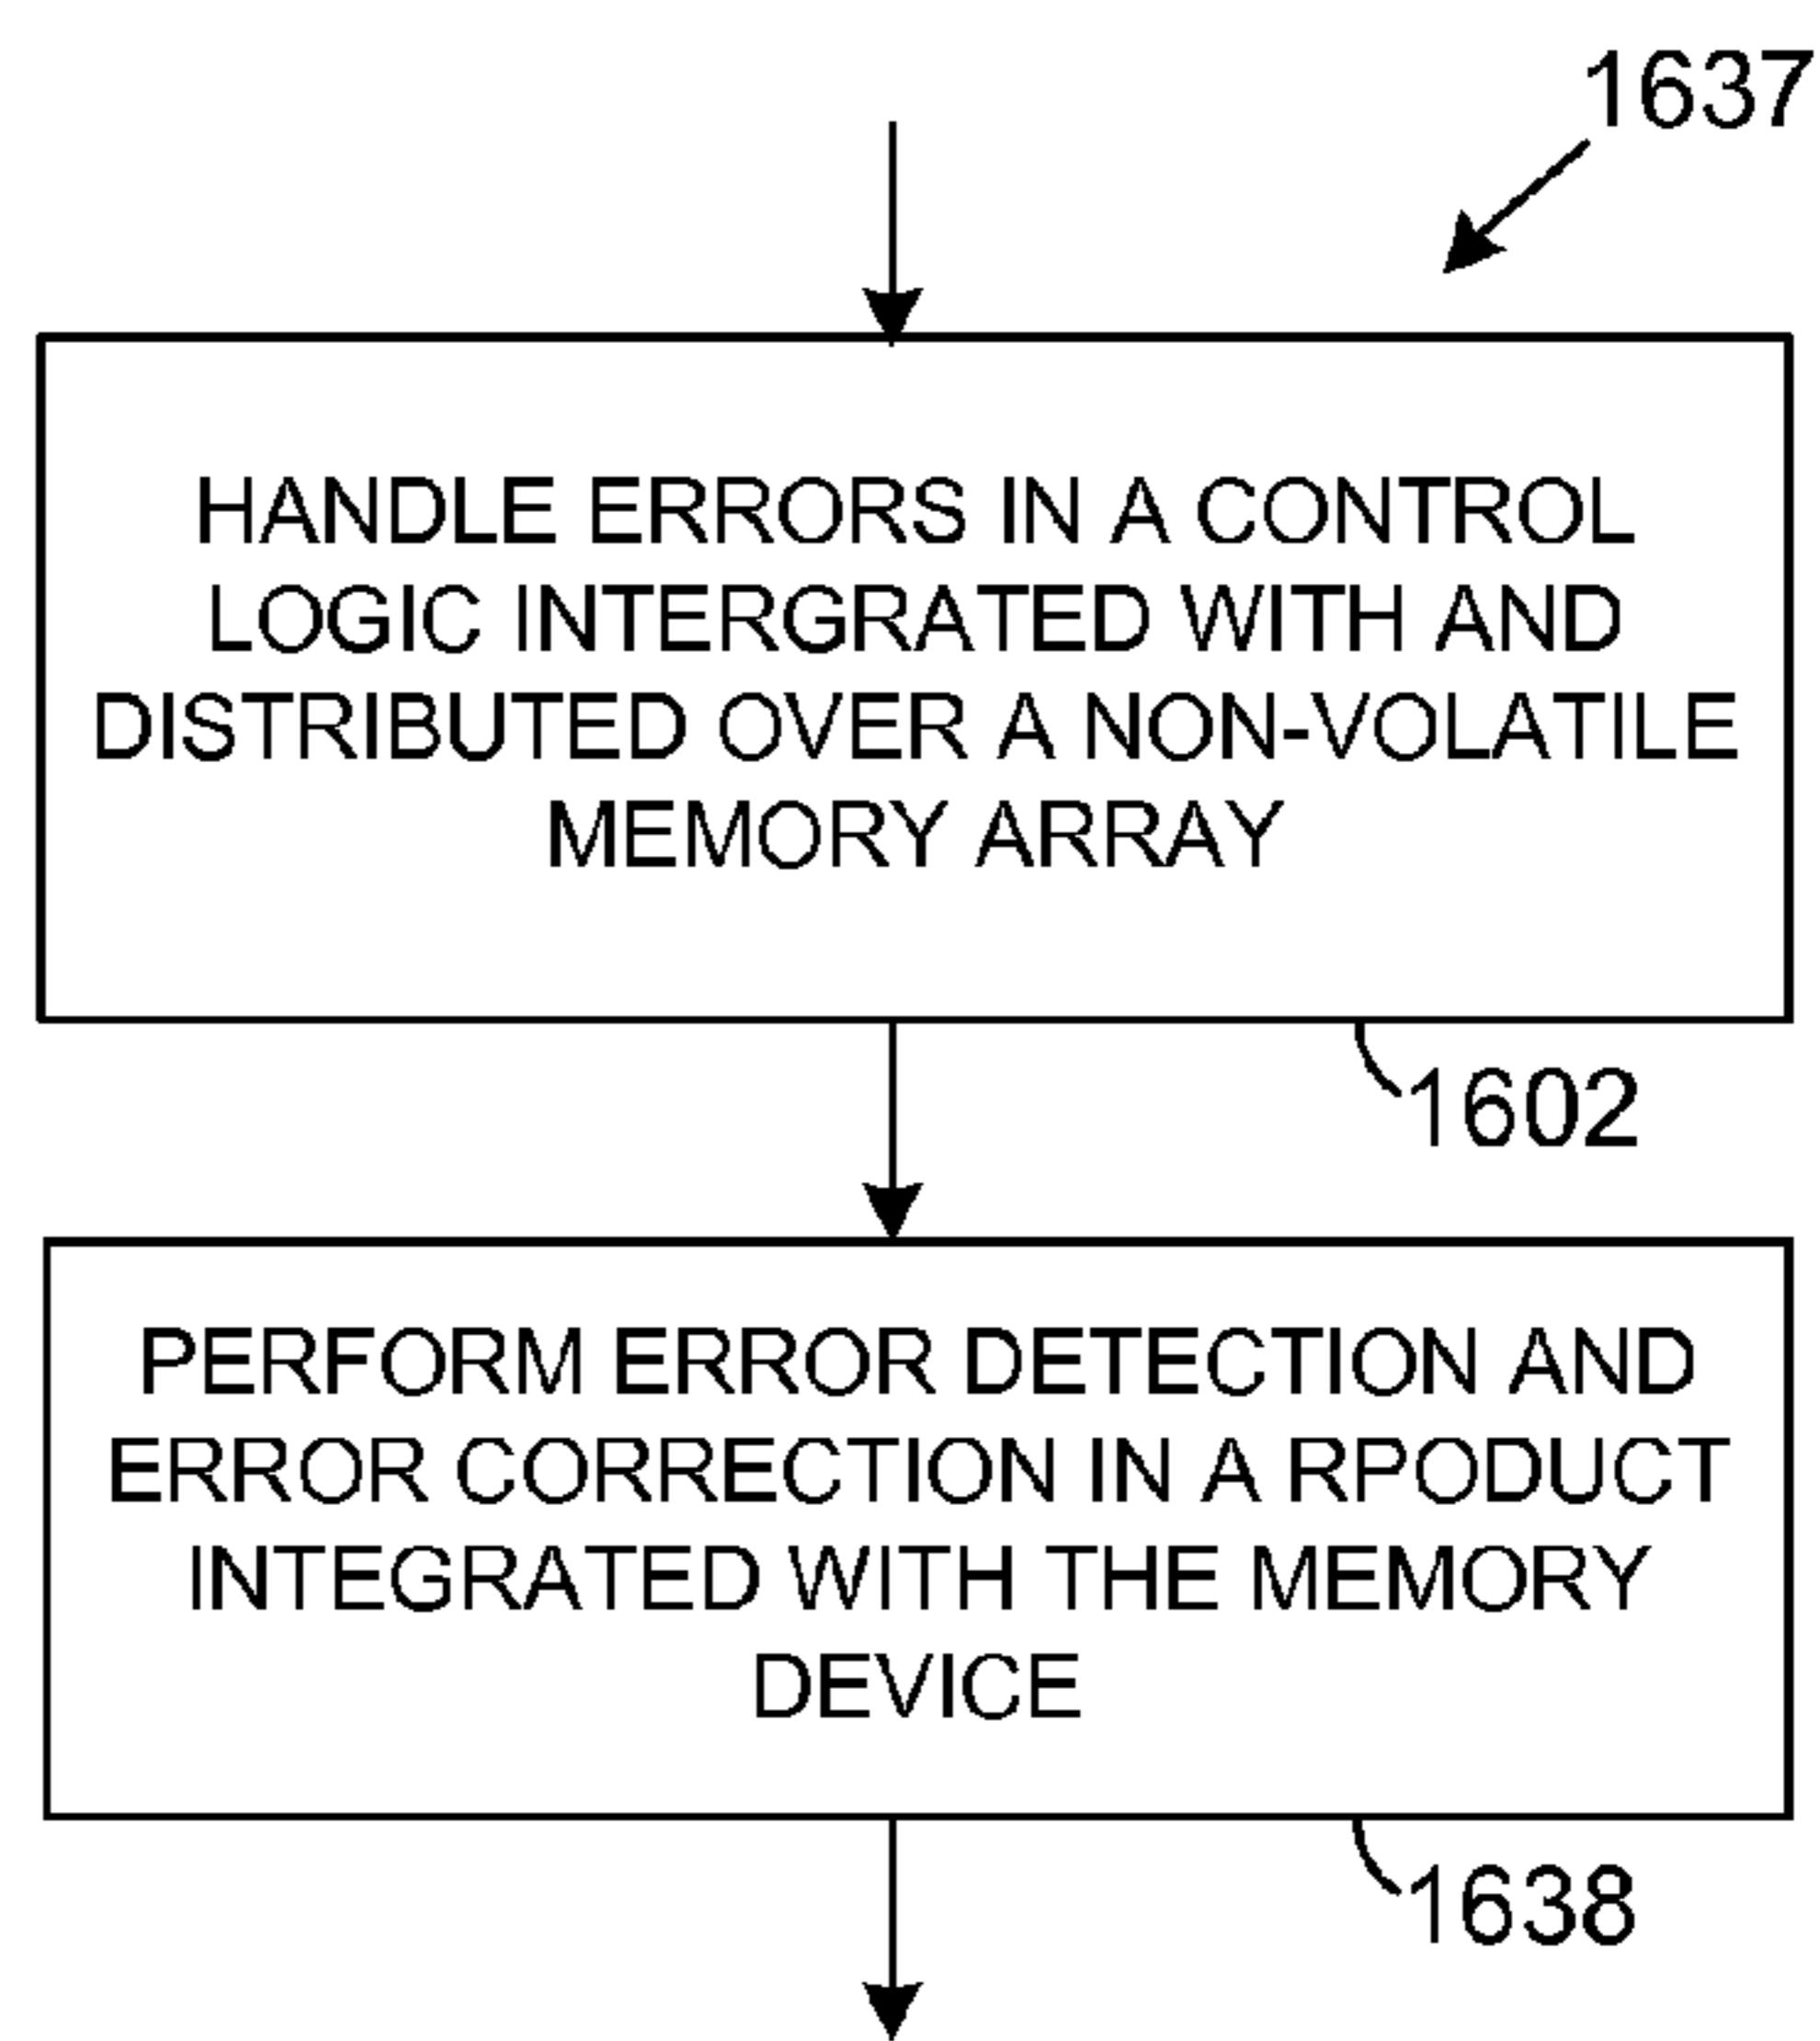 1637
HANDLE ERRORS IN A CONTROL
LOGIC INTERGRATED WITH AND
DISTRIBUTED OVER A NON-VOLATILE
MEMORY ARRAY
1602
PERFORM ERROR DETECTION AND
ERROR CORRECTION IN A RPODUCT
INTEGRATED WITH THE MEMORY
DEVICE
1638